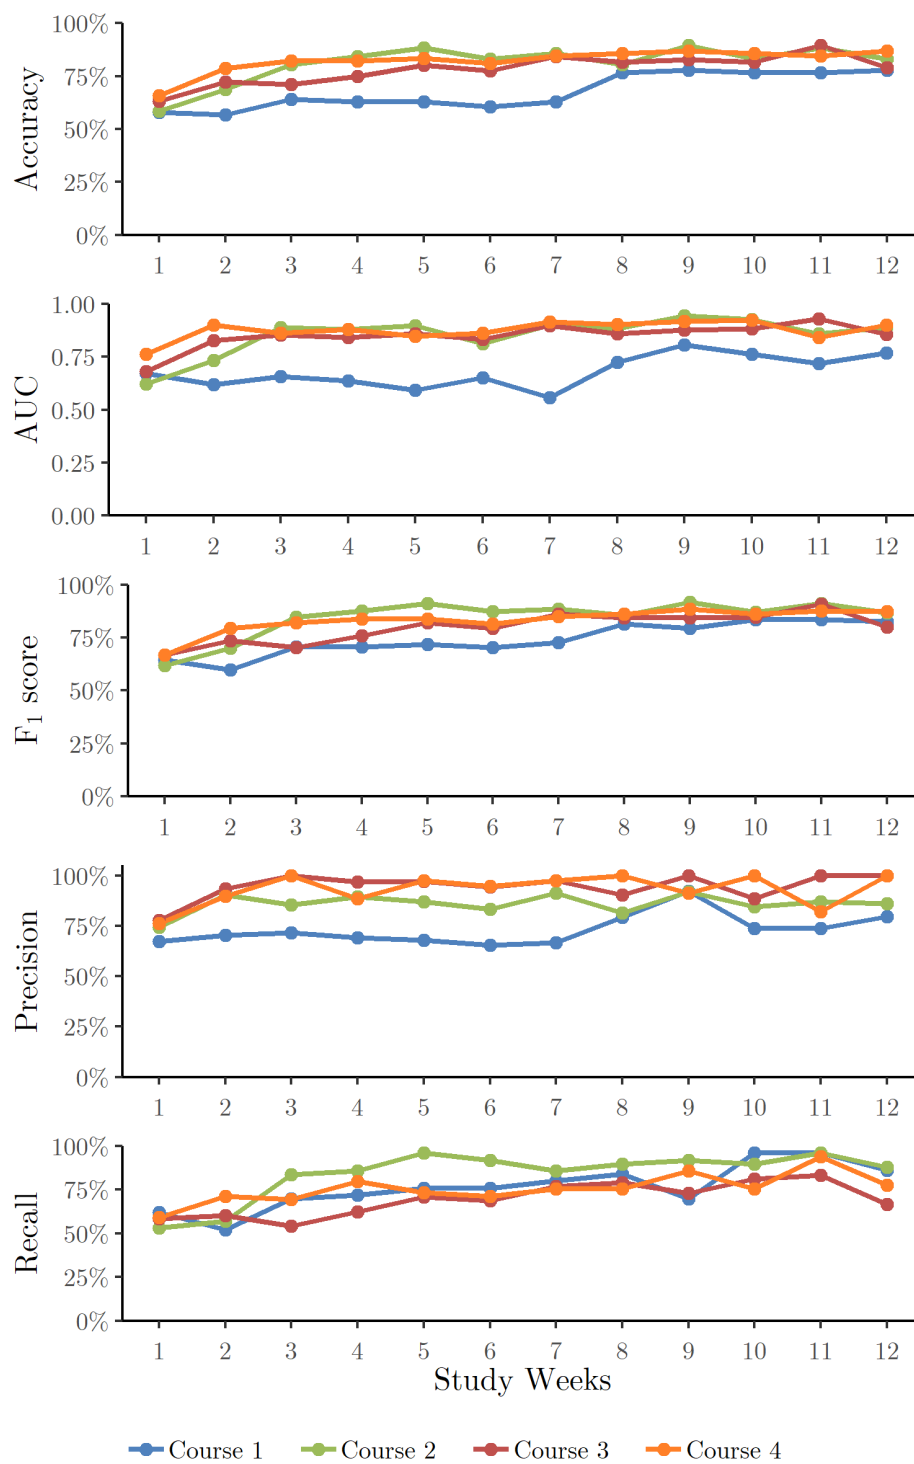 100%
75%
50%
25%
0%
Accuracy
1 2 3 4 5 6 7 8 9 10 11 12
1.00
0.75
0.50
0.25
0.00
AUC
1 2 3 4 5 6 7 8 9 10 11 12
100%
75%
50%
25%
0%
F₁ score
1 2 3 4 5 6 7 8 9 10 11 12
100%
75%
50%
25%
0%
Precision
1 2 3 4 5 6 7 8 9 10 11 12
100%
75%
50%
25%
0%
Recall
1 2 3 4 5 6 7 8 9 10 11 12
Study Weeks
Course 1 Course 2 Course 3 Course 4